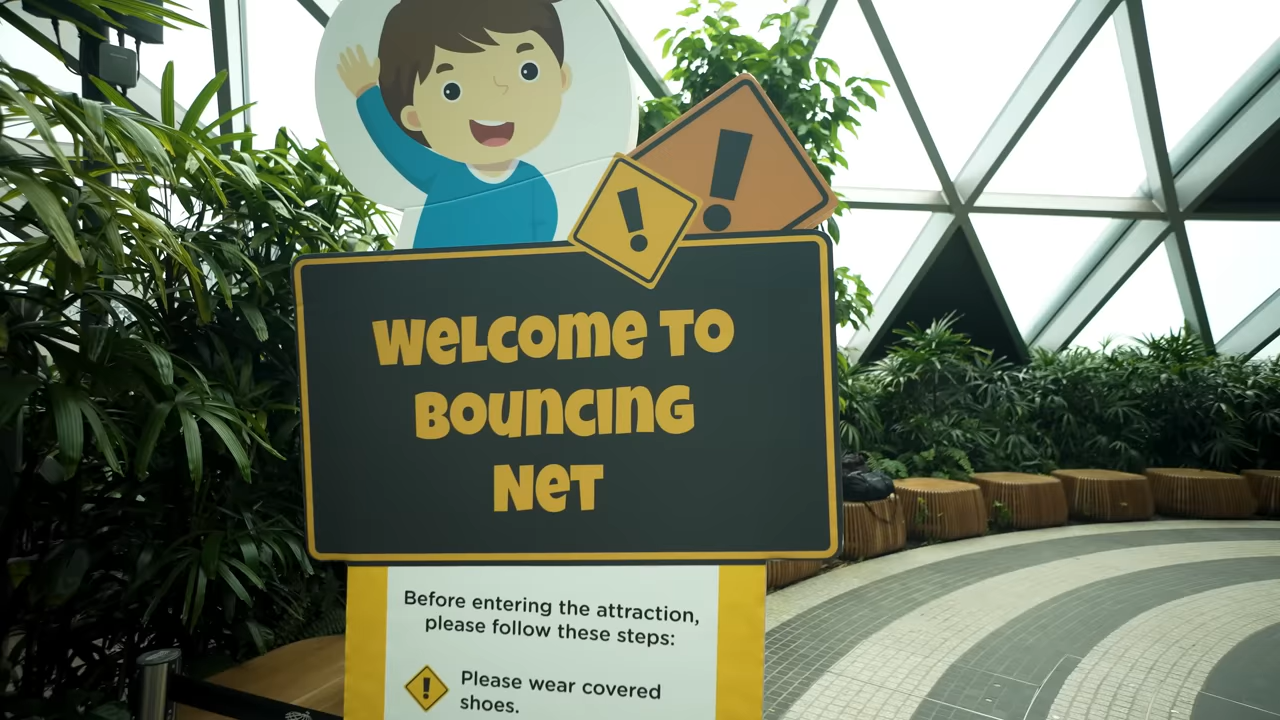 WeLcome To
BouncinG
NeT
Before entering the attraction,
please follow these steps:
Please wear covered
shoes.